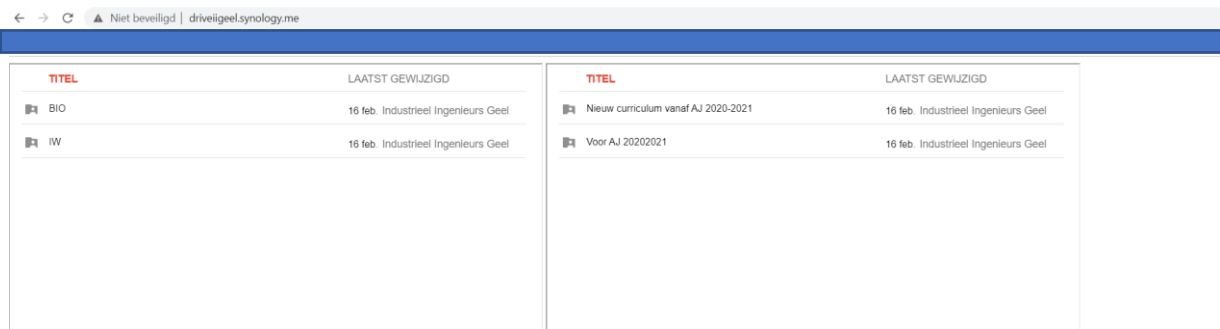 Niet beveiligd | driveiigeel.synology.me
TITEL LAATST GEWIJZIGD
BIO 16 feb. Industrieel Ingenieurs Geel
IW 16 feb. Industrieel Ingenieurs Geel
TITEL LAATST GEWIJZIGD
Nieuw curriculum vanaf AJ 2020-2021 16 feb. Industrieel Ingenieurs Geel
Voor AJ 20202021 16 feb. Industrieel Ingenieurs Geel